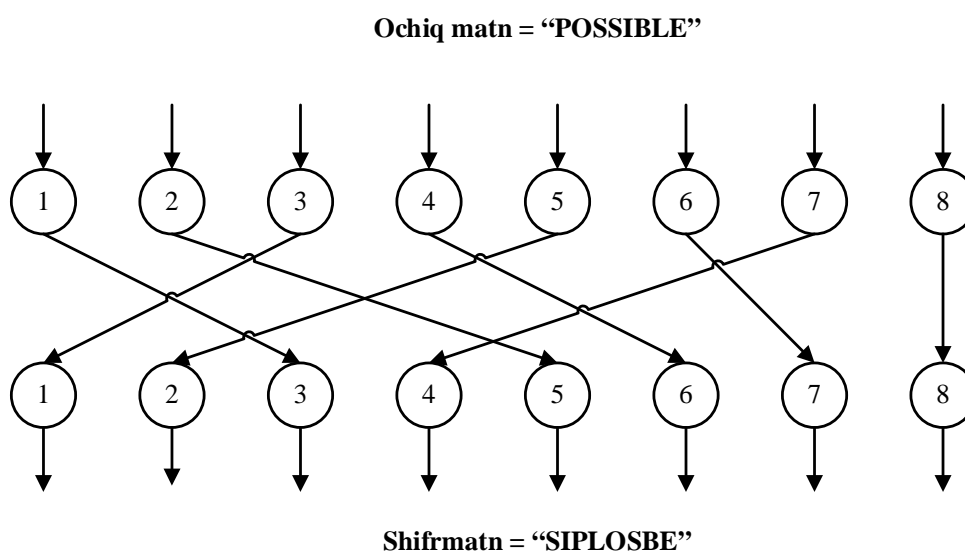 Ochiq matn = “POSSIBLE”
1 2 3 4 5 6 7 8
1 2 3 4 5 6 7 8
Shifrmatn = “SIPLOSBE”